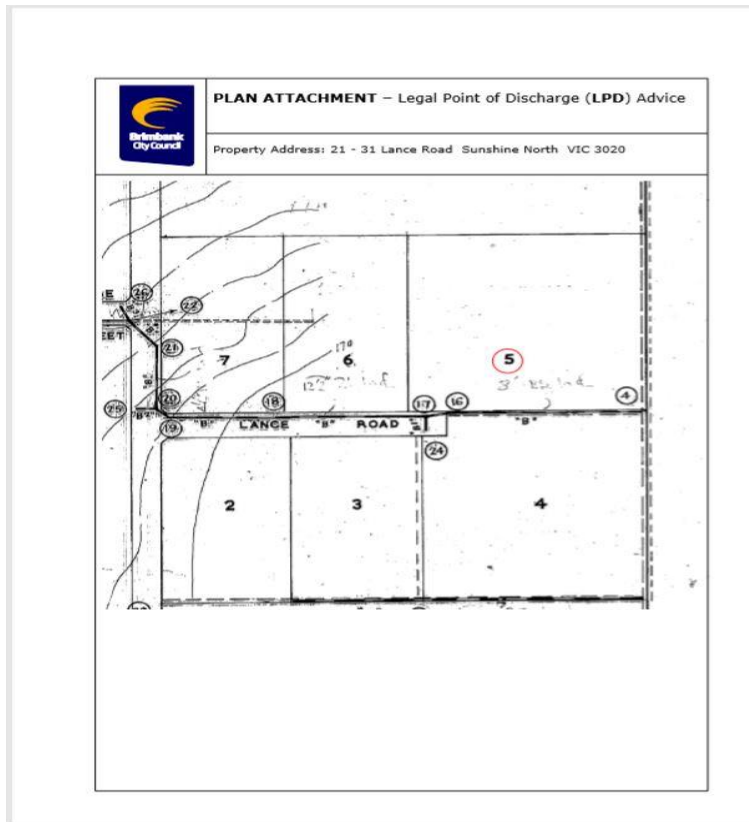 Brimbank
City Council
PLAN ATTACHMENT – Legal Point of Discharge (LPD) Advice
Property Address: 21 - 31 Lance Road Sunshine North VIC 3020
26
22
21
7
6
5
170
20
18
17
16
4
25
"B"
"B"
19
"B" LANCE "B" ROAD "B"
24
2
3
4